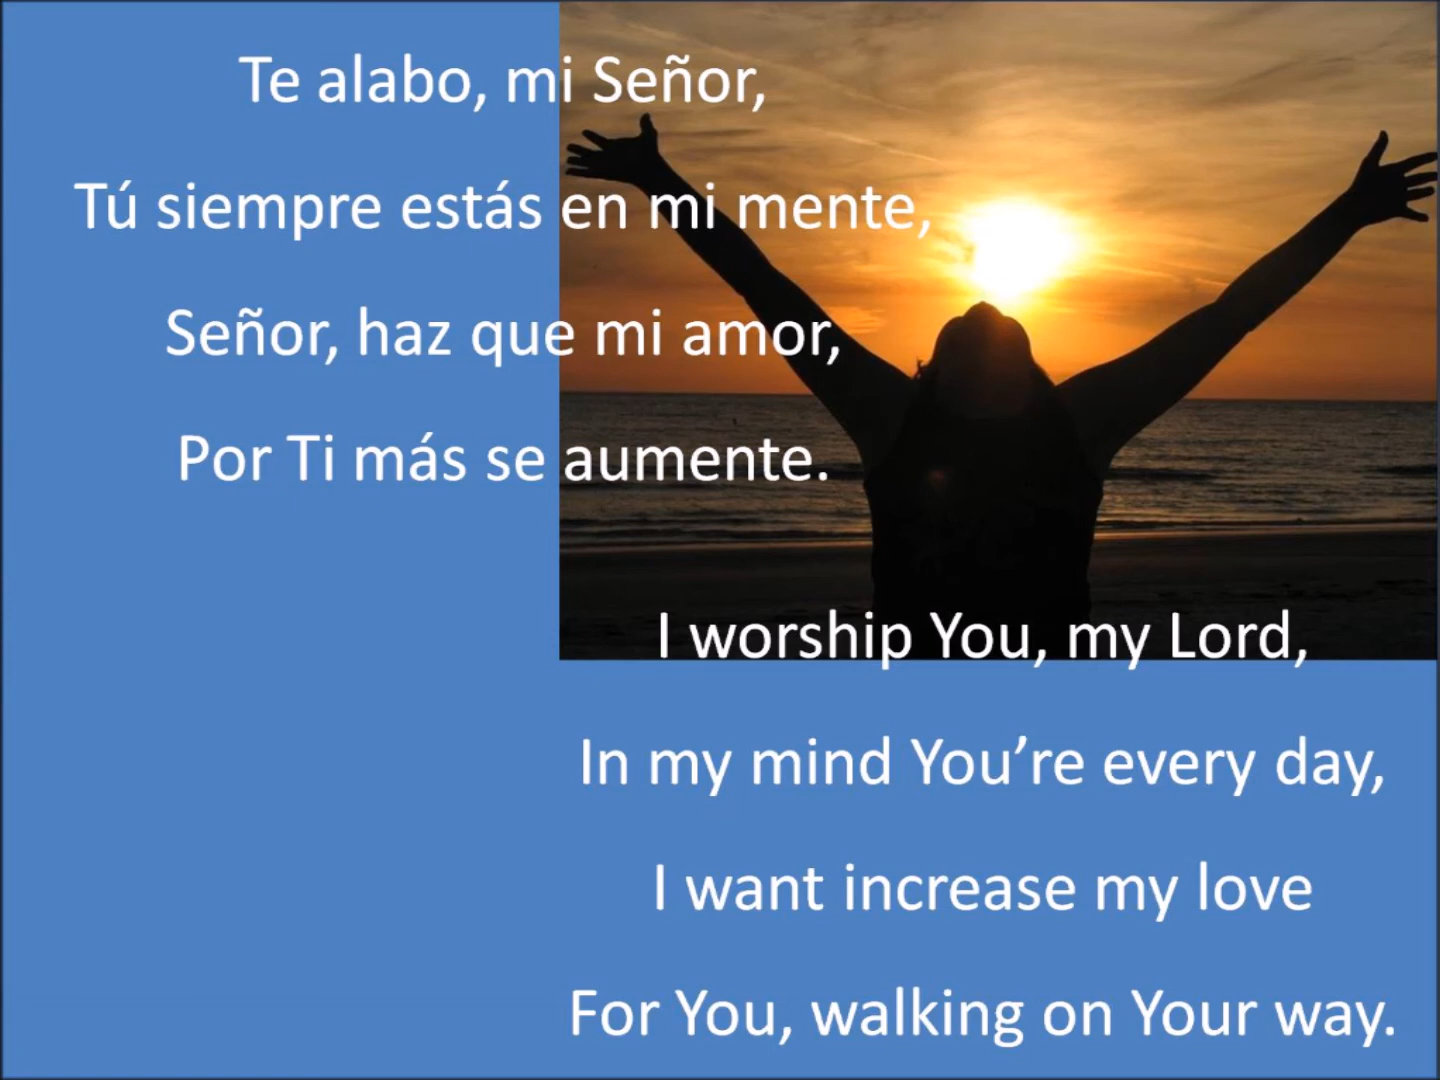 Te alabo, mi Señor,
Tú siempre estás en mi mente,
Señor, haz que mi amor,
Por Ti más se aumente.
I worship You, my Lord,
In my mind You’re every day,
I want increase my love
For You, walking on Your way.